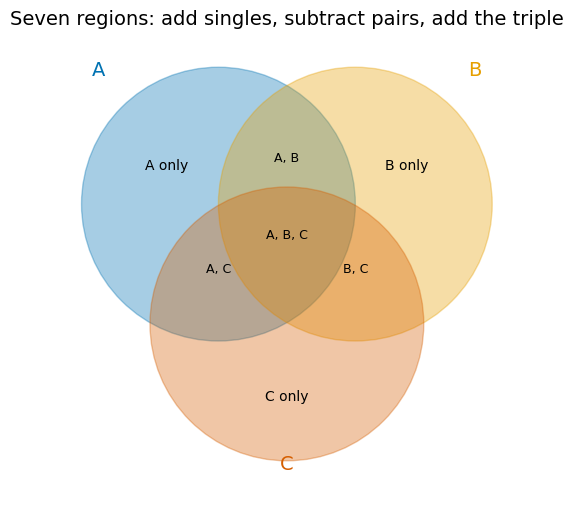 Seven regions: add singles, subtract pairs, add the triple
A
B
A, B
A only
B only
A, B, C
A, C
B, C
C only
C